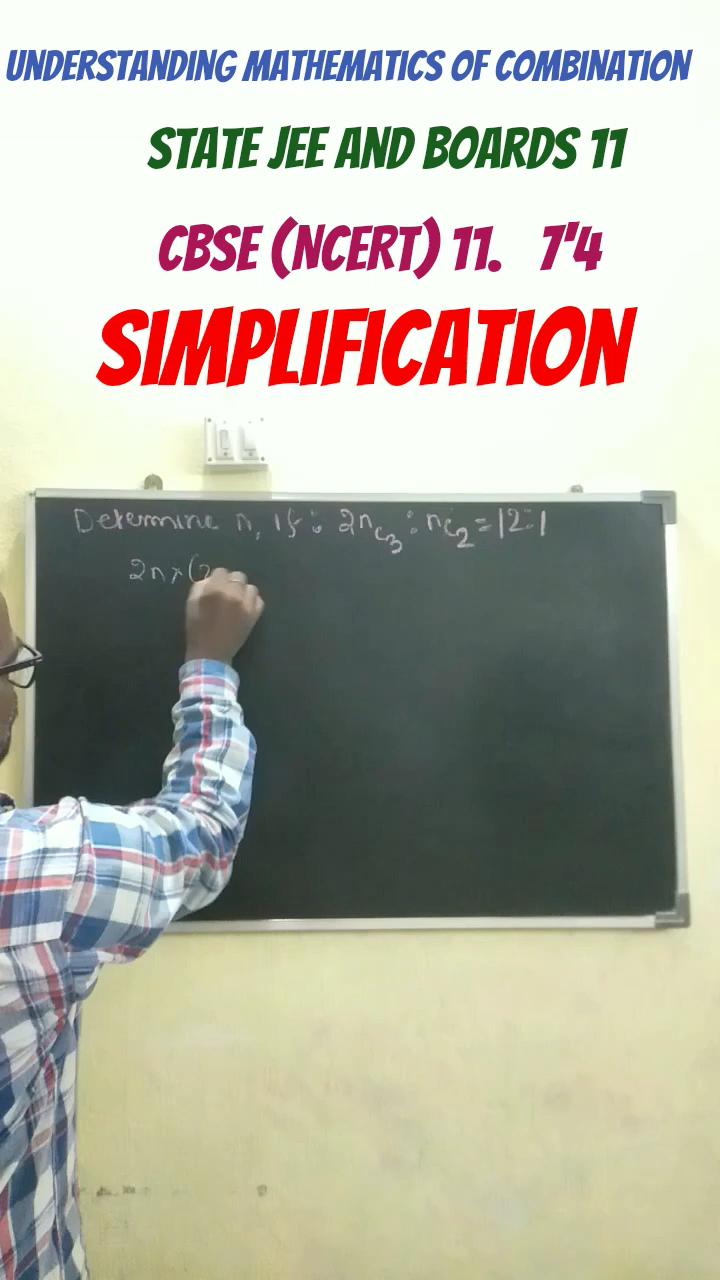 UNDERSTANDING MATHEMATICS OF COMBINATION
STATE JEE AND BOARDS 11
CBSE (NCERT) 11. 7'4
SIMPLIFICATION
Determine n, if : 2nC3 : nC2 = 12:1
2n × (2